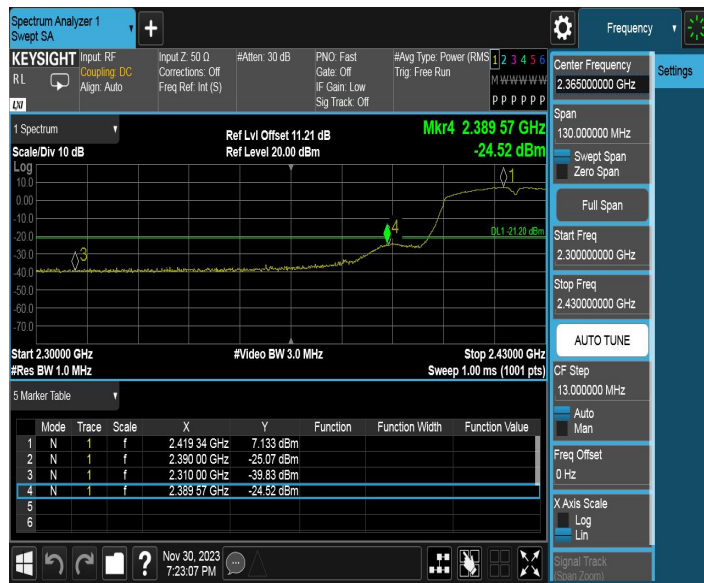 Spectrum Analyzer 1
Swept SA
+
Frequency
KEYSIGHT
RL
LXI
Input: RF
Coupling: DC
Align: Auto
Input Z: 50 Ω
Corrections: Off
Freq Ref: Int (S)
#Atten: 30 dB
PNO: Fast
Gate: Off
IF Gain: Low
Sig Track: Off
#Avg Type: Power (RMS
Trig: Free Run
1 2 3 4 5 6
M W W W W W
P P P P P P
1 Spectrum
Scale/Div 10 dB
Ref Lvl Offset 11.21 dB
Ref Level 20.00 dBm
Mkr4 2.389 57 GHz
-24.52 dBm
Log
10.0
0.00
-10.0
-20.0
-30.0
-40.0
-50.0
-60.0
-70.0
1
4
3
DL1 -21.20 dBm
Start 2.30000 GHz
#Video BW 3.0 MHz
Stop 2.43000 GHz
#Res BW 1.0 MHz
Sweep 1.00 ms (1001 pts)
5 Marker Table
Mode Trace Scale X Y Function Function Width Function Value
1 N 1 f 2.419 34 GHz 7.133 dBm
2 N 1 f 2.390 00 GHz -25.07 dBm
3 N 1 f 2.310 00 GHz -39.83 dBm
4 N 1 f 2.389 57 GHz -24.52 dBm
5
6
?
Nov 30, 2023
7:23:07 PM
Center Frequency
2.365000000 GHz
Settings
Span
130.000000 MHz
Swept Span
Zero Span
Full Span
Start Freq
2.300000000 GHz
Stop Freq
2.430000000 GHz
AUTO TUNE
CF Step
13.000000 MHz
Auto
Man
Freq Offset
0 Hz
X Axis Scale
Log
Lin
Signal Track
(Span Zoom)